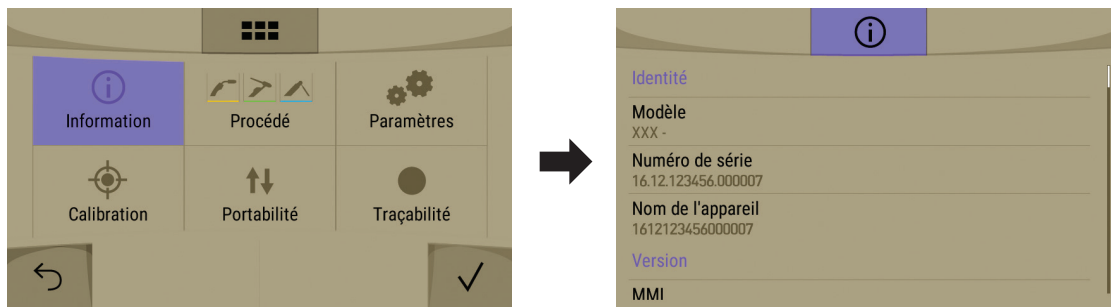 Information
Procédé
Paramètres
Calibration
Portabilité
Traçabilité
Identité
Modèle
XXX -
Numéro de série
16.12.123456.000007
Nom de l'appareil
1612123456000007
Version
MMI